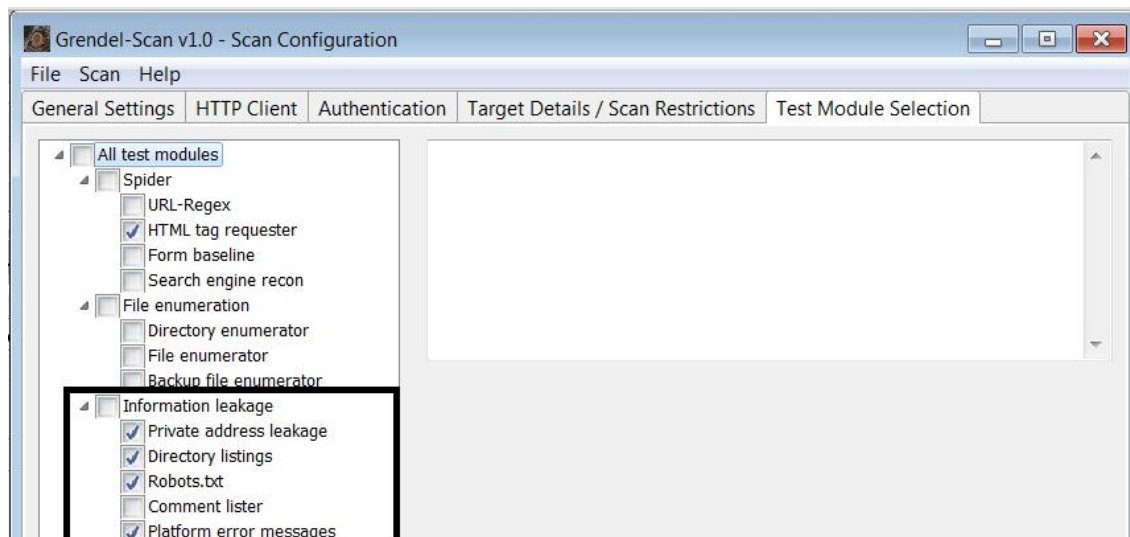 Grendel-Scan v1.0 - Scan Configuration
File Scan Help
General Settings HTTP Client Authentication Target Details / Scan Restrictions Test Module Selection
All test modules
Spider
URL-Regex
HTML tag requester
Form baseline
Search engine recon
File enumeration
Directory enumerator
File enumerator
Backup file enumerator
Information leakage
Private address leakage
Directory listings
Robots.txt
Comment lister
Platform error messages